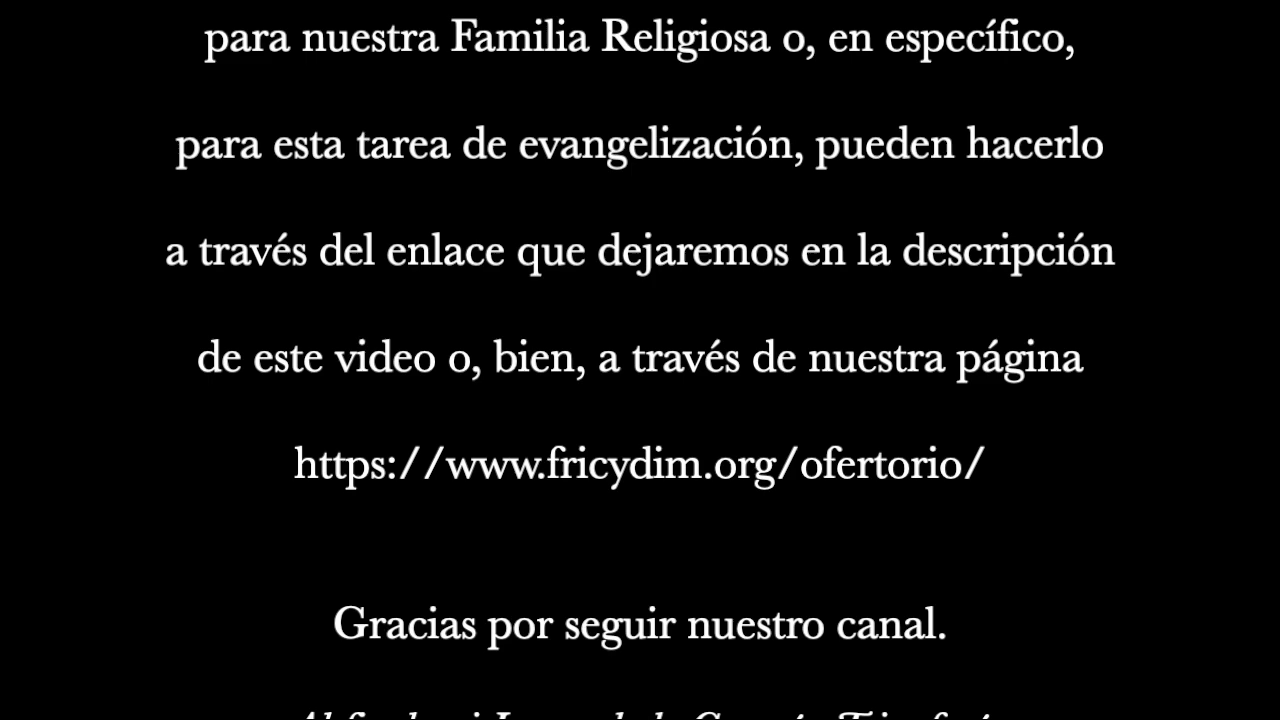 para nuestra Familia Religiosa o, en específico,
para esta tarea de evangelización, pueden hacerlo
a través del enlace que dejaremos en la descripción
de este video o, bien, a través de nuestra página
https://www.fricydim.org/ofertorio/
Gracias por seguir nuestro canal.